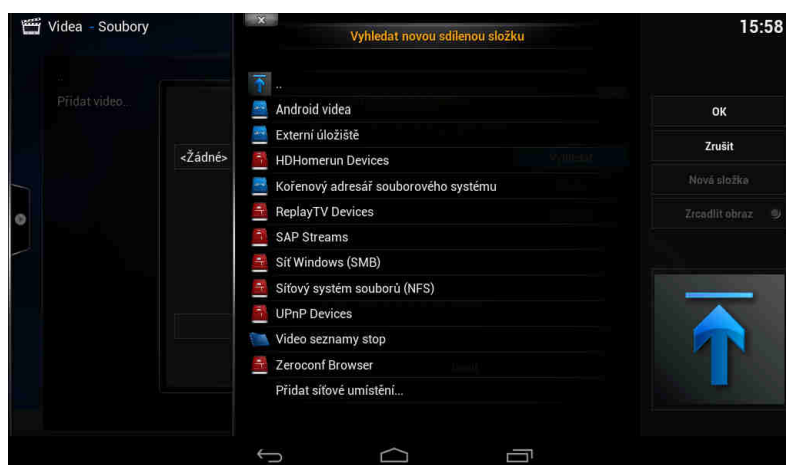 Videa - Soubory
15:58
x
Vyhledat novou sdílenou složku
..
Přidat video...
<Žádné>
Android videa
Externí úložiště
HDHomerun Devices
Kořenový adresář souborového systému
ReplayTV Devices
SAP Streams
Síť Windows (SMB)
Síťový systém souborů (NFS)
UPnP Devices
Video seznamy stop
Zeroconf Browser
Přidat síťové umístění...
Vyhledat
OK
Zrušit
Nová složka
Zrcadlit obraz